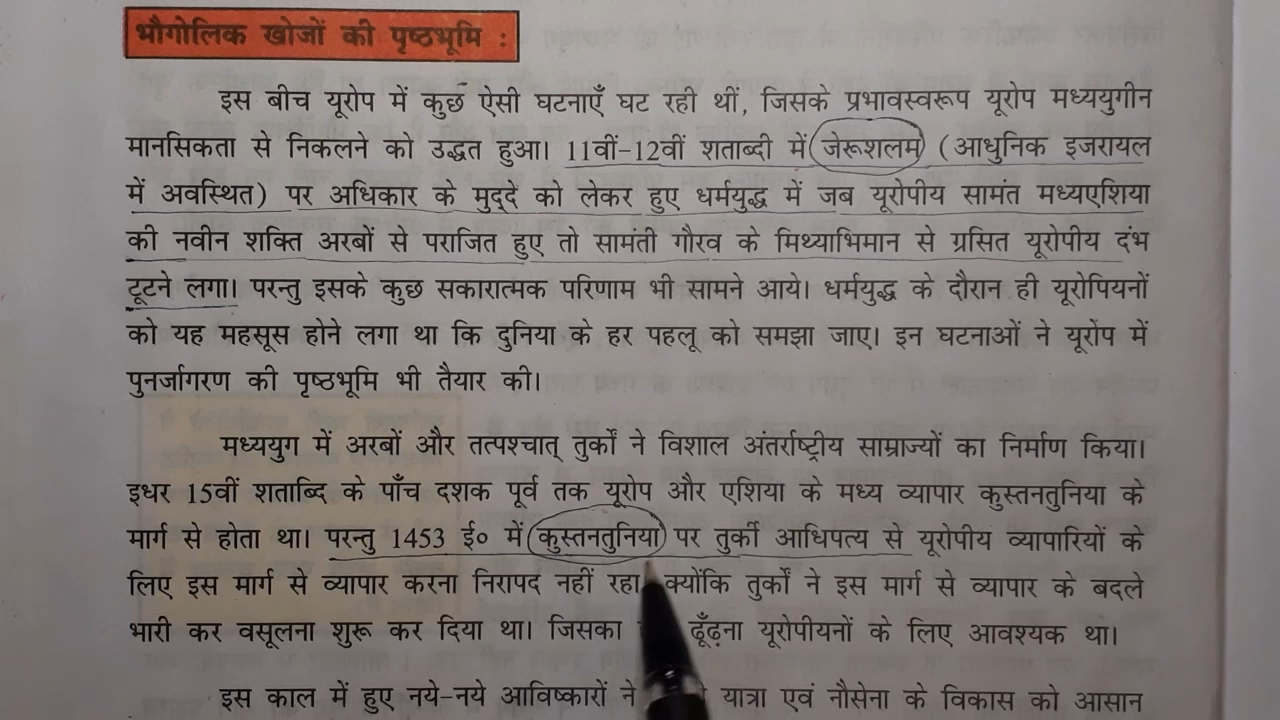 भौगोलिक खोजों की पृष्ठभूमि :
इस बीच यूरोप में कुछ ऐसी घटनाएँ घट रही थीं, जिसके प्रभावस्वरूप यूरोप मध्ययुगीन
मानसिकता से निकलने को उद्धत हुआ। 11वीं-12वीं शताब्दी में जेरूशलम (आधुनिक इजरायल
में अवस्थित) पर अधिकार के मुद्दे को लेकर हुए धर्मयुद्ध में जब यूरोपीय सामंत मध्यएशिया
की नवीन शक्ति अरबों से पराजित हुए तो सामंती गौरव के मिथ्याभिमान से ग्रसित यूरोपीय दंभ
टूटने लगा। परन्तु इसके कुछ सकारात्मक परिणाम भी सामने आये। धर्मयुद्ध के दौरान ही यूरोपियनों
को यह महसूस होने लगा था कि दुनिया के हर पहलू को समझा जाए। इन घटनाओं ने यूरोप में
पुनर्जागरण की पृष्ठभूमि भी तैयार की।
मध्ययुग में अरबों और तत्पश्चात् तुर्कों ने विशाल अंतर्राष्ट्रीय साम्राज्यों का निर्माण किया।
इधर 15वीं शताब्दि के पाँच दशक पूर्व तक यूरोप और एशिया के मध्य व्यापार कुस्तनतुनिया के
मार्ग से होता था। परन्तु 1453 ई० में कुस्तनतुनिया पर तुर्की आधिपत्य से यूरोपीय व्यापारियों के
लिए इस मार्ग से व्यापार करना निरापद नहीं रहा क्योंकि तुर्कों ने इस मार्ग से व्यापार के बदले
भारी कर वसूलना शुरू कर दिया था। जिसका ढूँढ़ना यूरोपीयनों के लिए आवश्यक था।
इस काल में हुए नये-नये आविष्कारों ने यात्रा एवं नौसेना के विकास को आसान